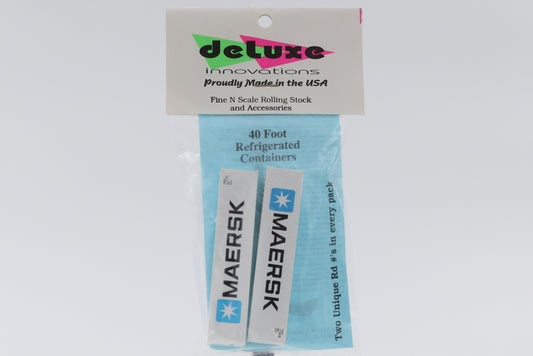 deLuxe
innovations
Proudly Made in the USA
Fine N Scale Rolling Stock
and Accessories
40 Foot
Refrigerated
Containers
MAERSK
MAERSK
Two Unique Rd #'s in every pack